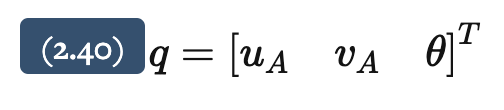 (2.40) q = [u_A v_A θ]^T